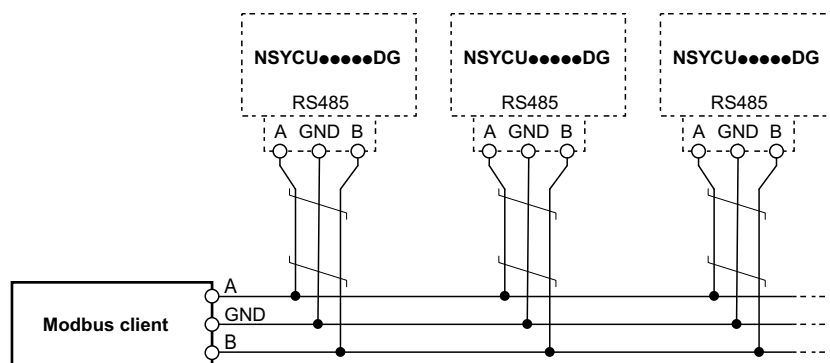 NSYCU●●●●●DG NSYCU●●●●●DG NSYCU●●●●●DG
RS485 RS485 RS485
A GND B A GND B A GND B
A
GND
Modbus client
B